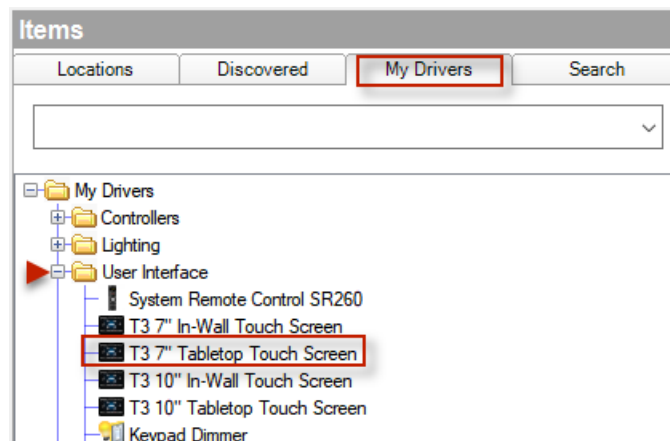 Items
Locations Discovered My Drivers Search
My Drivers
Controllers
Lighting
User Interface
System Remote Control SR260
T3 7" In-Wall Touch Screen
T3 7" Tabletop Touch Screen
T3 10" In-Wall Touch Screen
T3 10" Tabletop Touch Screen
Keypad Dimmer